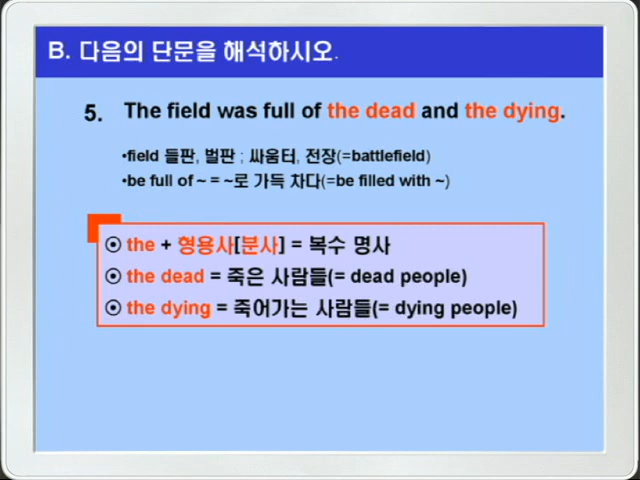 B. 다음의 단문을 해석하시오.
5. The field was full of the dead and the dying.
•field 들판, 벌판 ; 싸움터, 전장(=battlefield)
•be full of ~ = ~로 가득 차다(=be filled with ~)
⊙ the + 형용사[분사] = 복수 명사
⊙ the dead = 죽은 사람들(= dead people)
⊙ the dying = 죽어가는 사람들(= dying people)